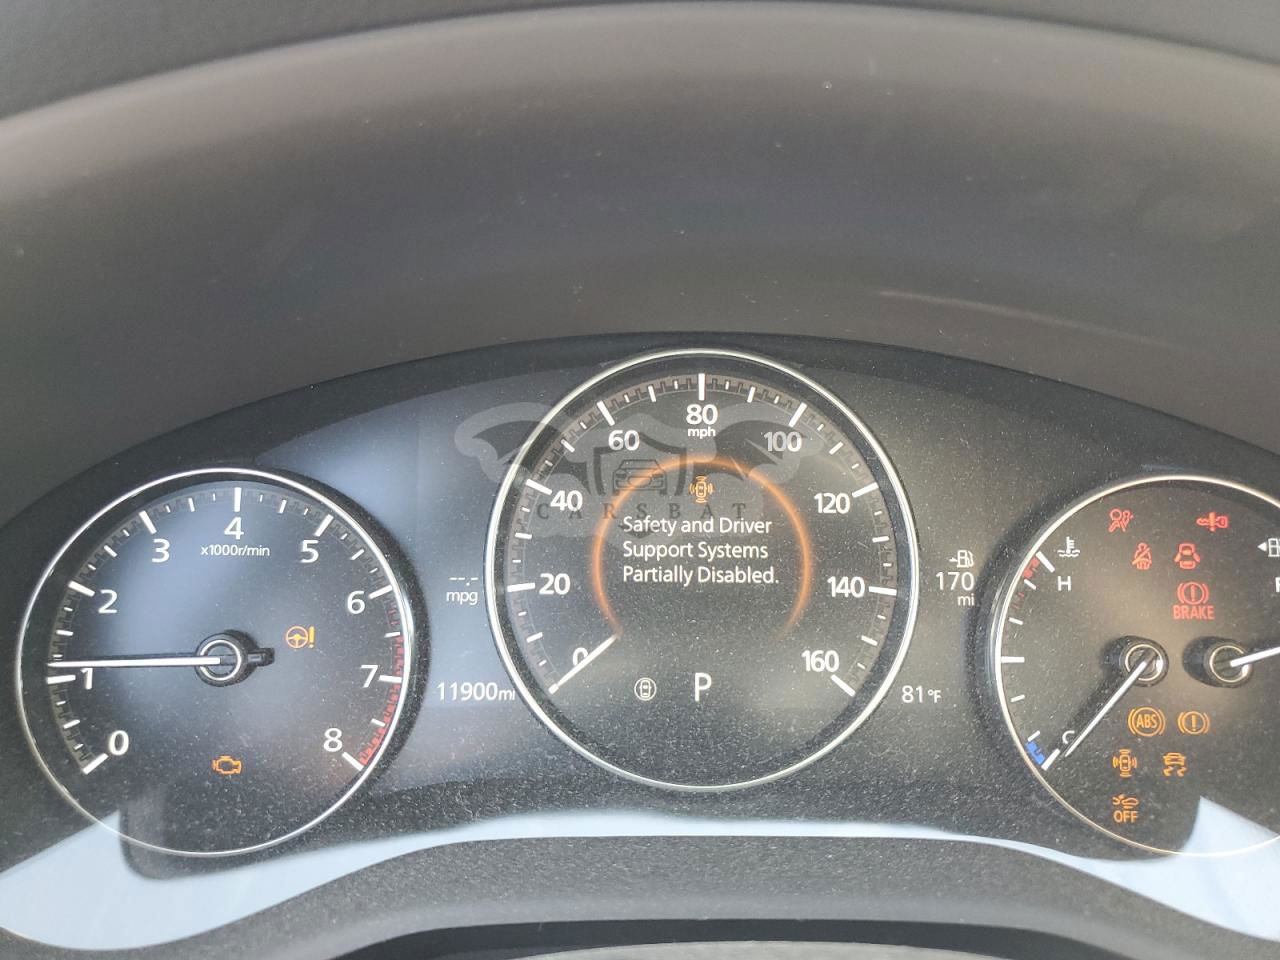 80
mph
60
100
40
120
CARSBAT
Safety and Driver
Support Systems
Partially Disabled.
20
140
0
160
P
4
x1000r/min
3
5
2
6
1
7
0
8
--.-
mpg
11900mi
170
mi
81°F
H
BRAKE
C
ABS
OFF